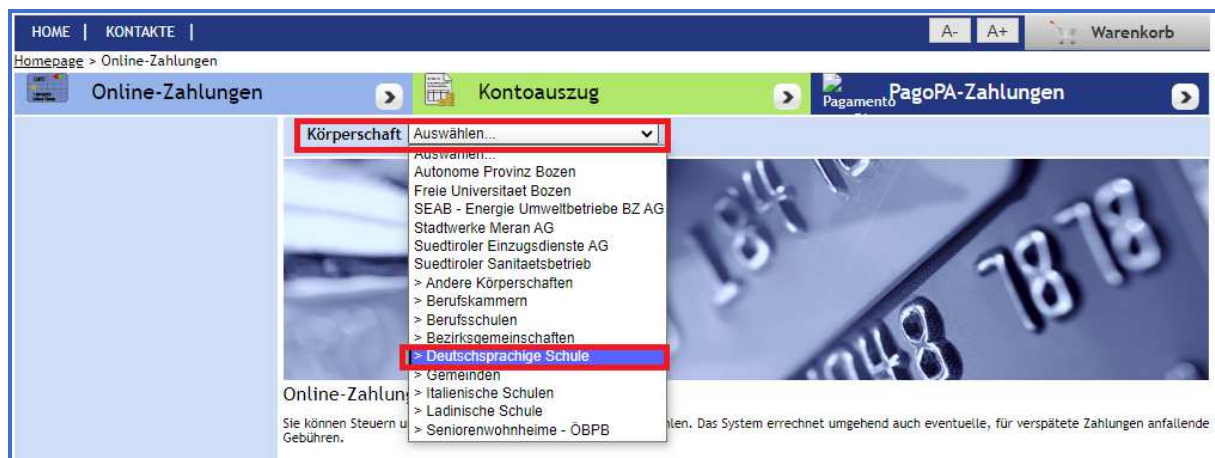 HOME | KONTAKTE |
A- A+ Warenkorb
Homepage > Online-Zahlungen
Online-Zahlungen
Kontoauszug
Pagamento
PagoPA-Zahlungen
Körperschaft Auswählen...
Auswählen...
Autonome Provinz Bozen
Freie Universitaet Bozen
SEAB - Energie Umweltbetriebe BZ AG
Stadtwerke Meran AG
Suedtiroler Einzugsdienste AG
Suedtiroler Sanitaetsbetrieb
> Andere Körperschaften
> Berufskammern
> Berufsschulen
> Bezirksgemeinschaften
> Deutschsprachige Schule
> Gemeinden
> Italienische Schulen
> Ladinische Schule
> Seniorenwohnheime - ÖBPB
184
1878
1048
Online-Zahlun
Sie können Steuern u
len. Das System errechnet umgehend auch eventuelle, für verspätete Zahlungen anfallende
Gebühren.